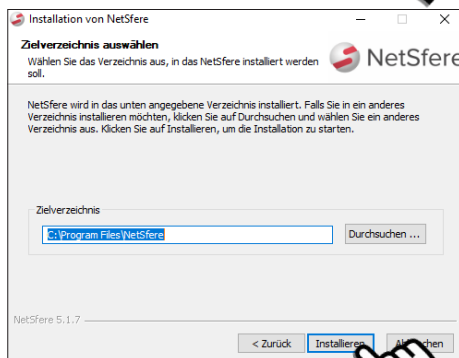 Installation von NetSfere
Zielverzeichnis auswählen
Wählen Sie das Verzeichnis aus, in das NetSfere installiert werden
soll.
NetSfere
NetSfere wird in das unten angegebene Verzeichnis installiert. Falls Sie in ein anderes
Verzeichnis installieren möchten, klicken Sie auf Durchsuchen und wählen Sie ein anderes
Verzeichnis aus. Klicken Sie auf Installieren, um die Installation zu
starten.
Zielverzeichnis
C:\Program Files\NetSfere
Durchsuchen ...
NetSfere 5.1.7
< Zurück
Installieren